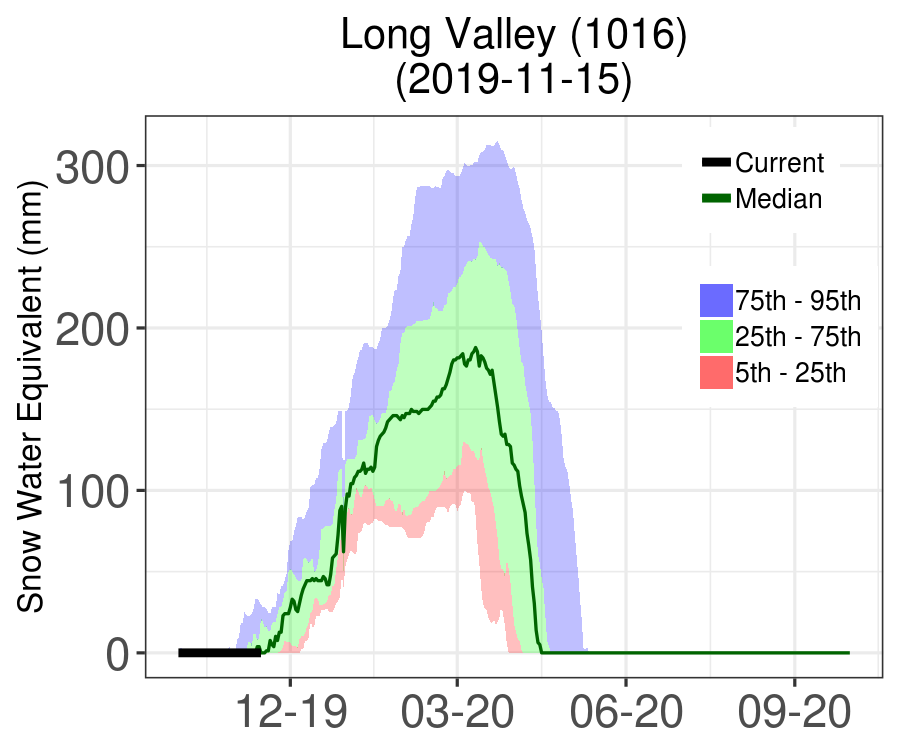 Long Valley (1016)
(2019-11-15)
Snow Water Equivalent (mm)
300
200
100
0
12-19
03-20
06-20
09-20
Current
Median
75th - 95th
25th - 75th
5th - 25th